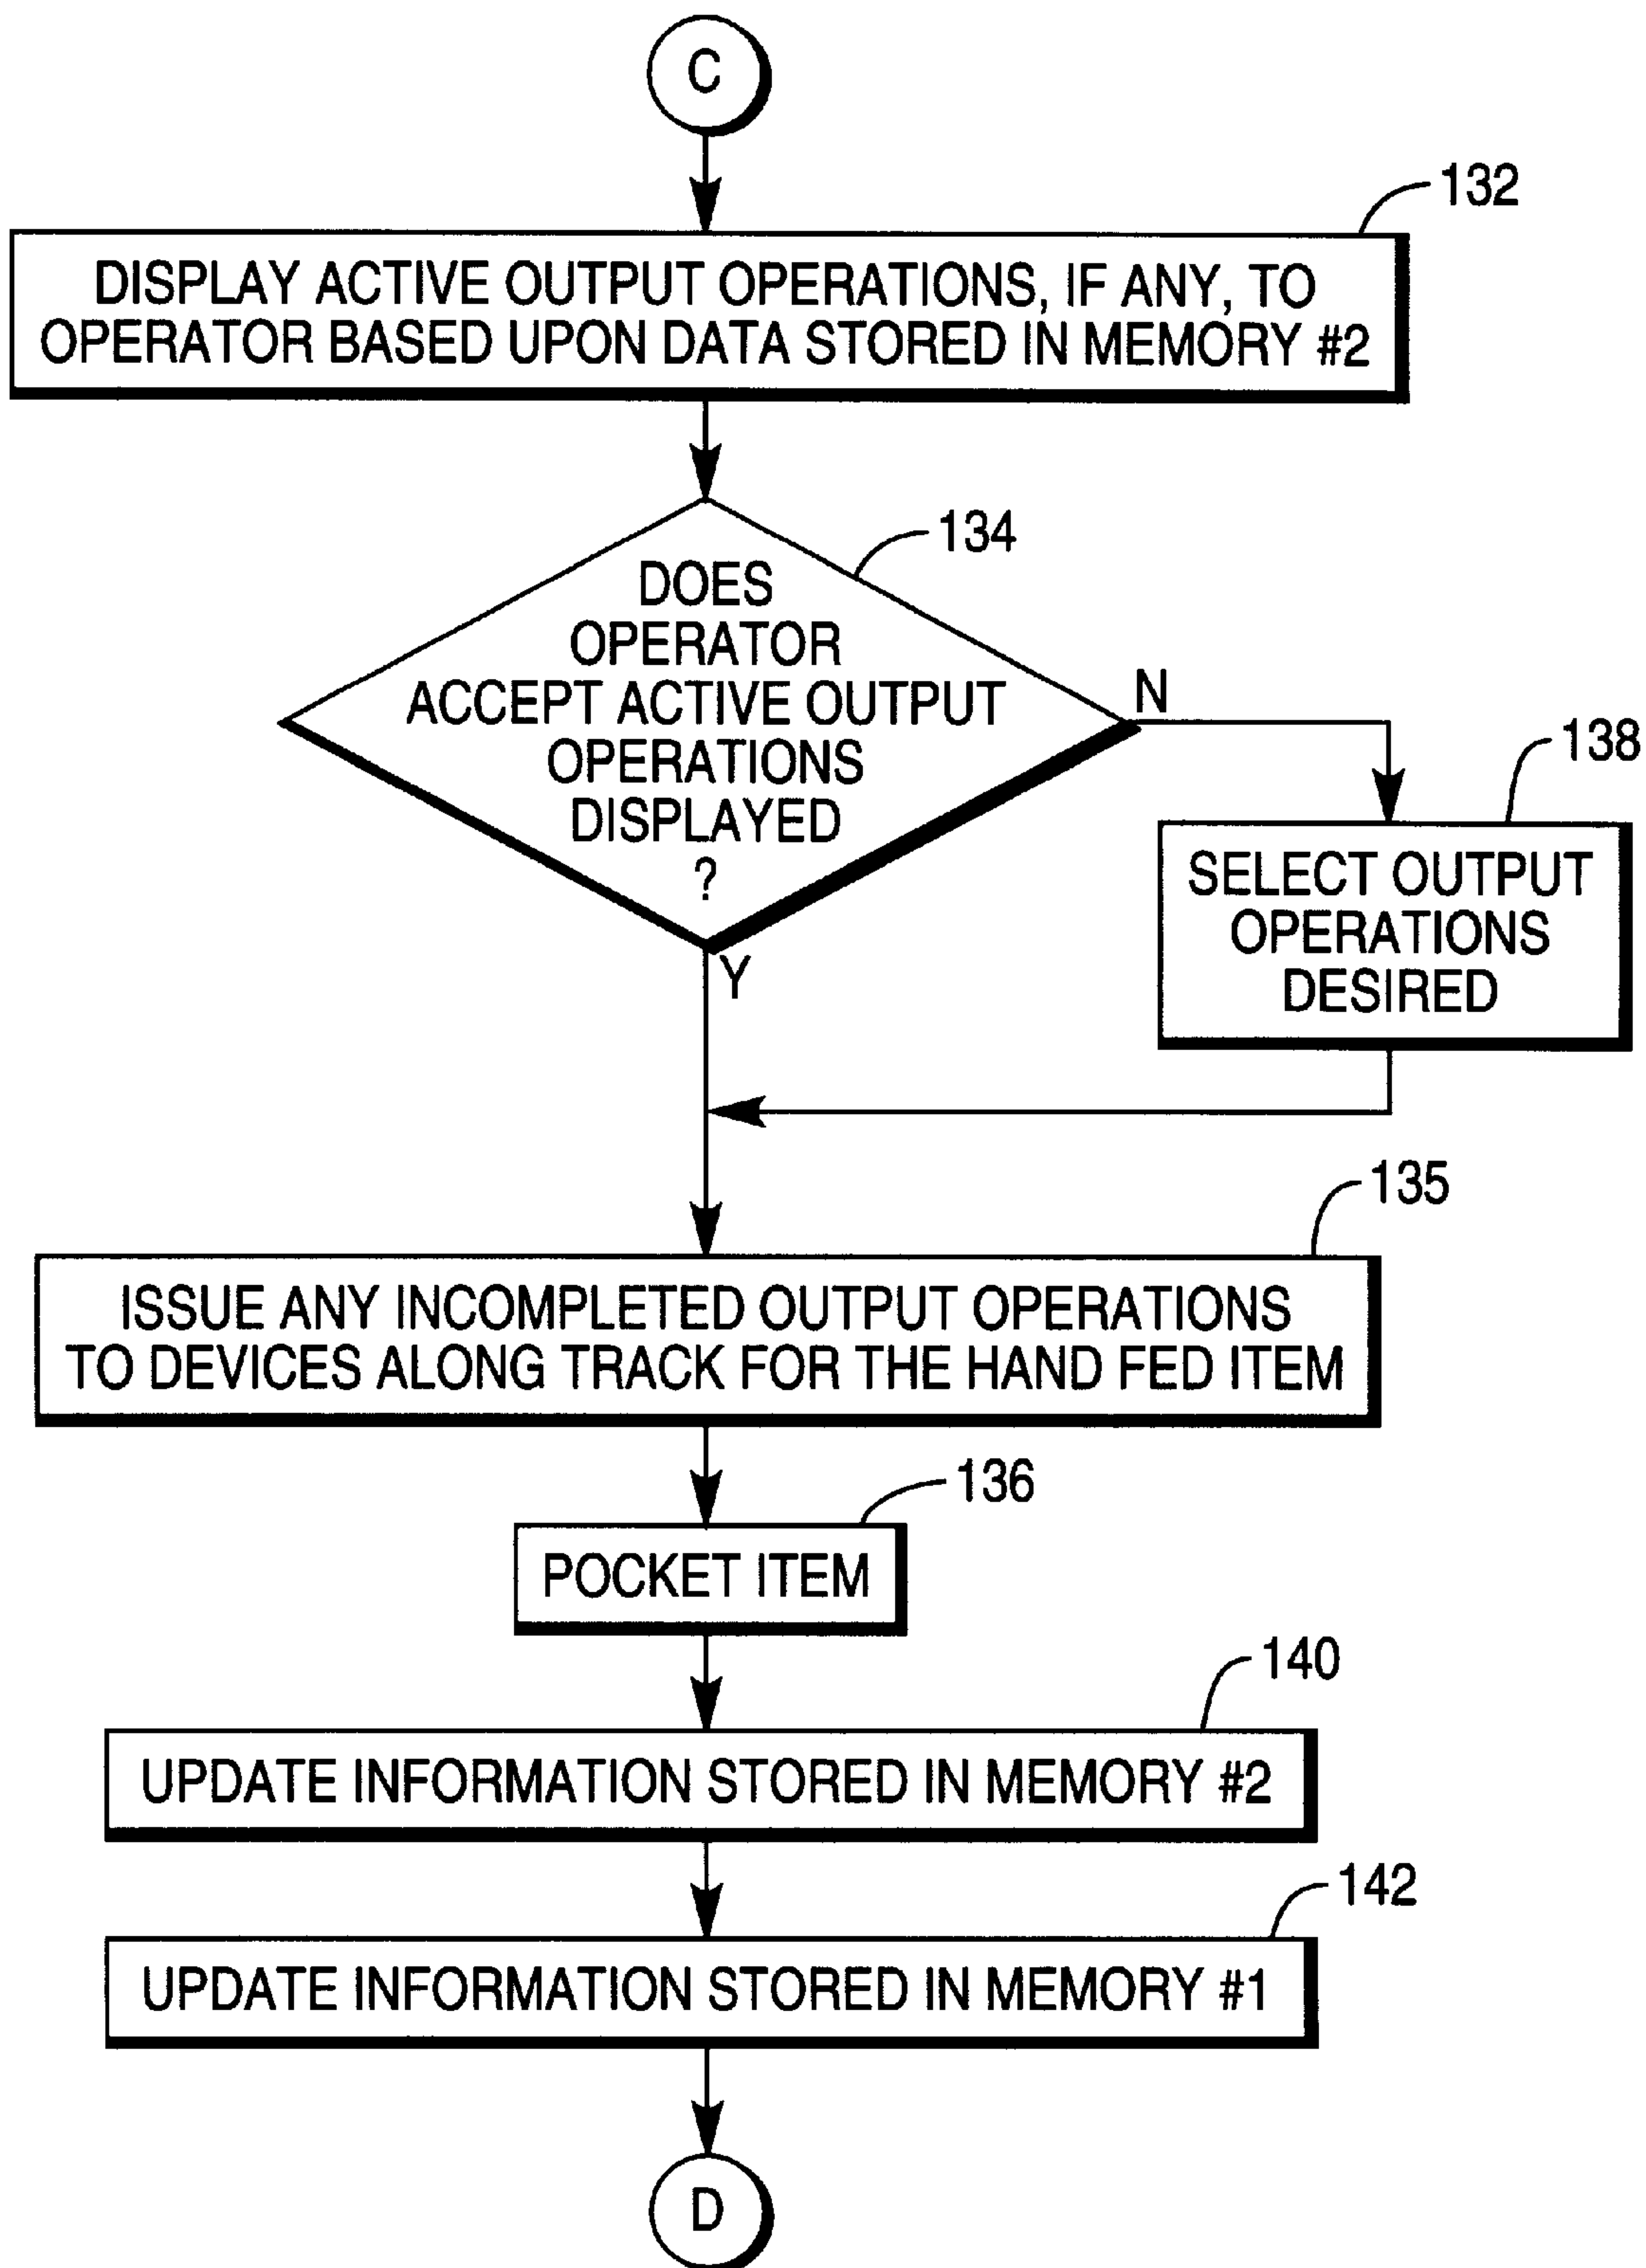 C
132
DISPLAY ACTIVE OUTPUT OPERATIONS, IF ANY, TO
OPERATOR BASED UPON DATA STORED IN MEMORY #2
134
DOES
OPERATOR
ACCEPT ACTIVE OUTPUT
OPERATIONS
DISPLAYED
?
N
138
SELECT OUTPUT
OPERATIONS
DESIRED
Y
135
ISSUE ANY INCOMPLETED OUTPUT OPERATIONS
TO DEVICES ALONG TRACK FOR THE HAND FED ITEM
136
POCKET ITEM
140
UPDATE INFORMATION STORED IN MEMORY #2
142
UPDATE INFORMATION STORED IN MEMORY #1
D